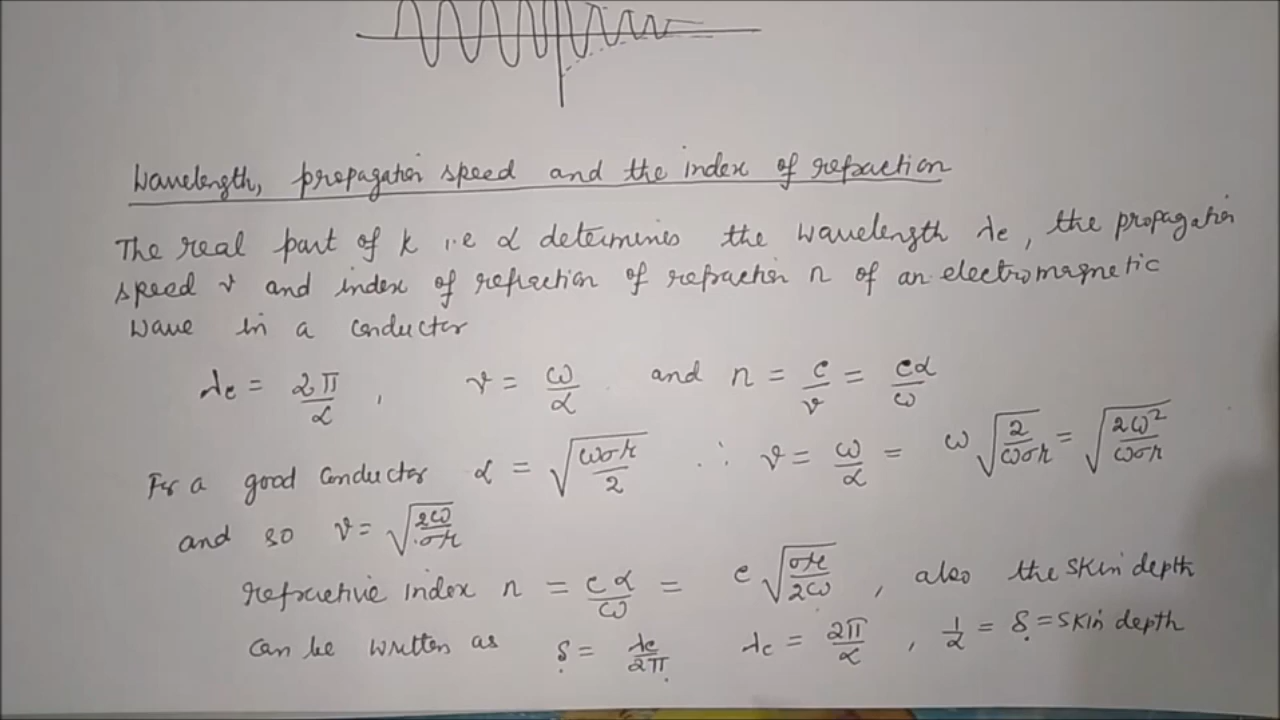 Wavelength, propagation speed and the index of refraction
The real part of k i.e α determines the wavelength λc, the propagation
speed v and index of refraction of refraction n of an electromagnetic
wave in a conductor
λc = 2π/α , v = ω/α and n = c/v = cα/ω
For a good conductor α = √(ωσμ/2) ∴ v = ω/α = ω √(2/ωσμ) = √(2ω²/ωσμ)
and so v = √(2ω/σμ)
refractive index n = cα/ω = c √(σμ/2ω) , also the skin depth
can be written as δ = λc/2π λc = 2π/α , 1/α = δ = skin depth